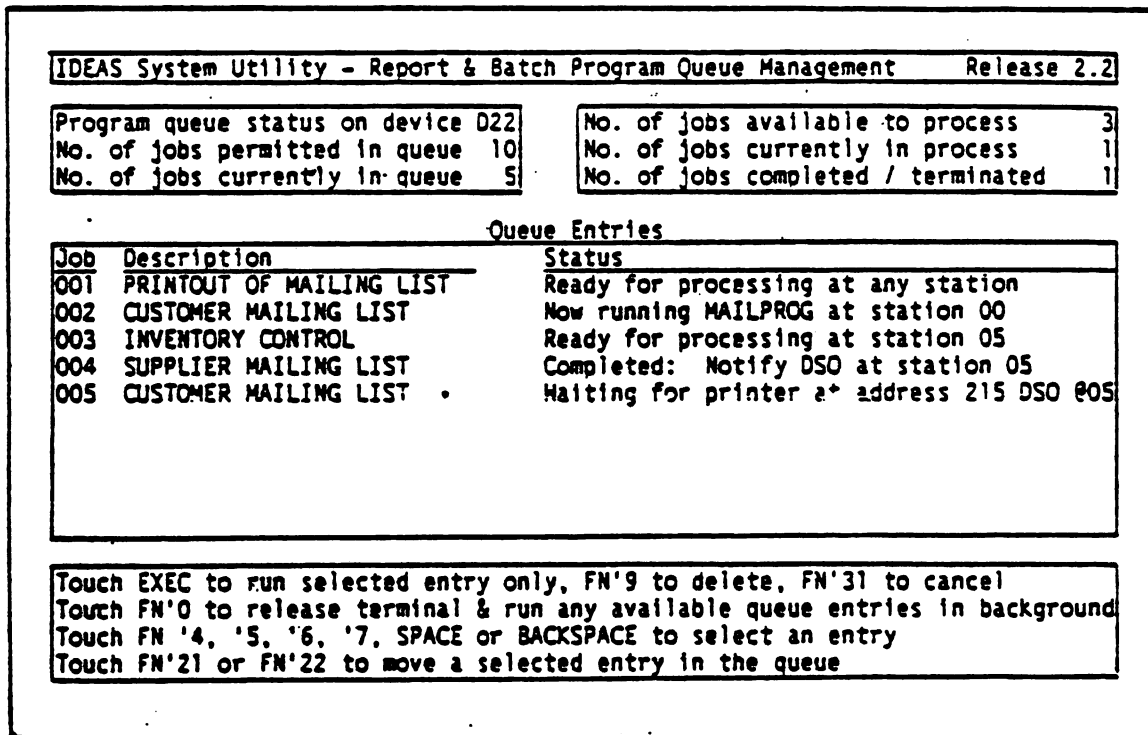 IDEAS System Utility - Report & Batch Program Queue Management Release 2.2
Program queue status on device D22
No. of jobs permitted in queue 10
No. of jobs currently in queue 5
No. of jobs available to process 3
No. of jobs currently in process 1
No. of jobs completed / terminated 1
Queue Entries
Job Description Status
001 PRINTOUT OF MAILING LIST Ready for processing at any station
002 CUSTOMER MAILING LIST Now running MAILPROG at station 00
003 INVENTORY CONTROL Ready for processing at station 05
004 SUPPLIER MAILING LIST Completed: Notify DSO at station 05
005 CUSTOMER MAILING LIST Waiting for printer at address 215 DSO @05
Touch EXEC to run selected entry only, FN'9 to delete, FN'31 to cancel
Touch FN'0 to release terminal & run any available queue entries in background
Touch FN '4, '5, '6, '7, SPACE or BACKSPACE to select an entry
Touch FN'21 or FN'22 to move a selected entry in the queue